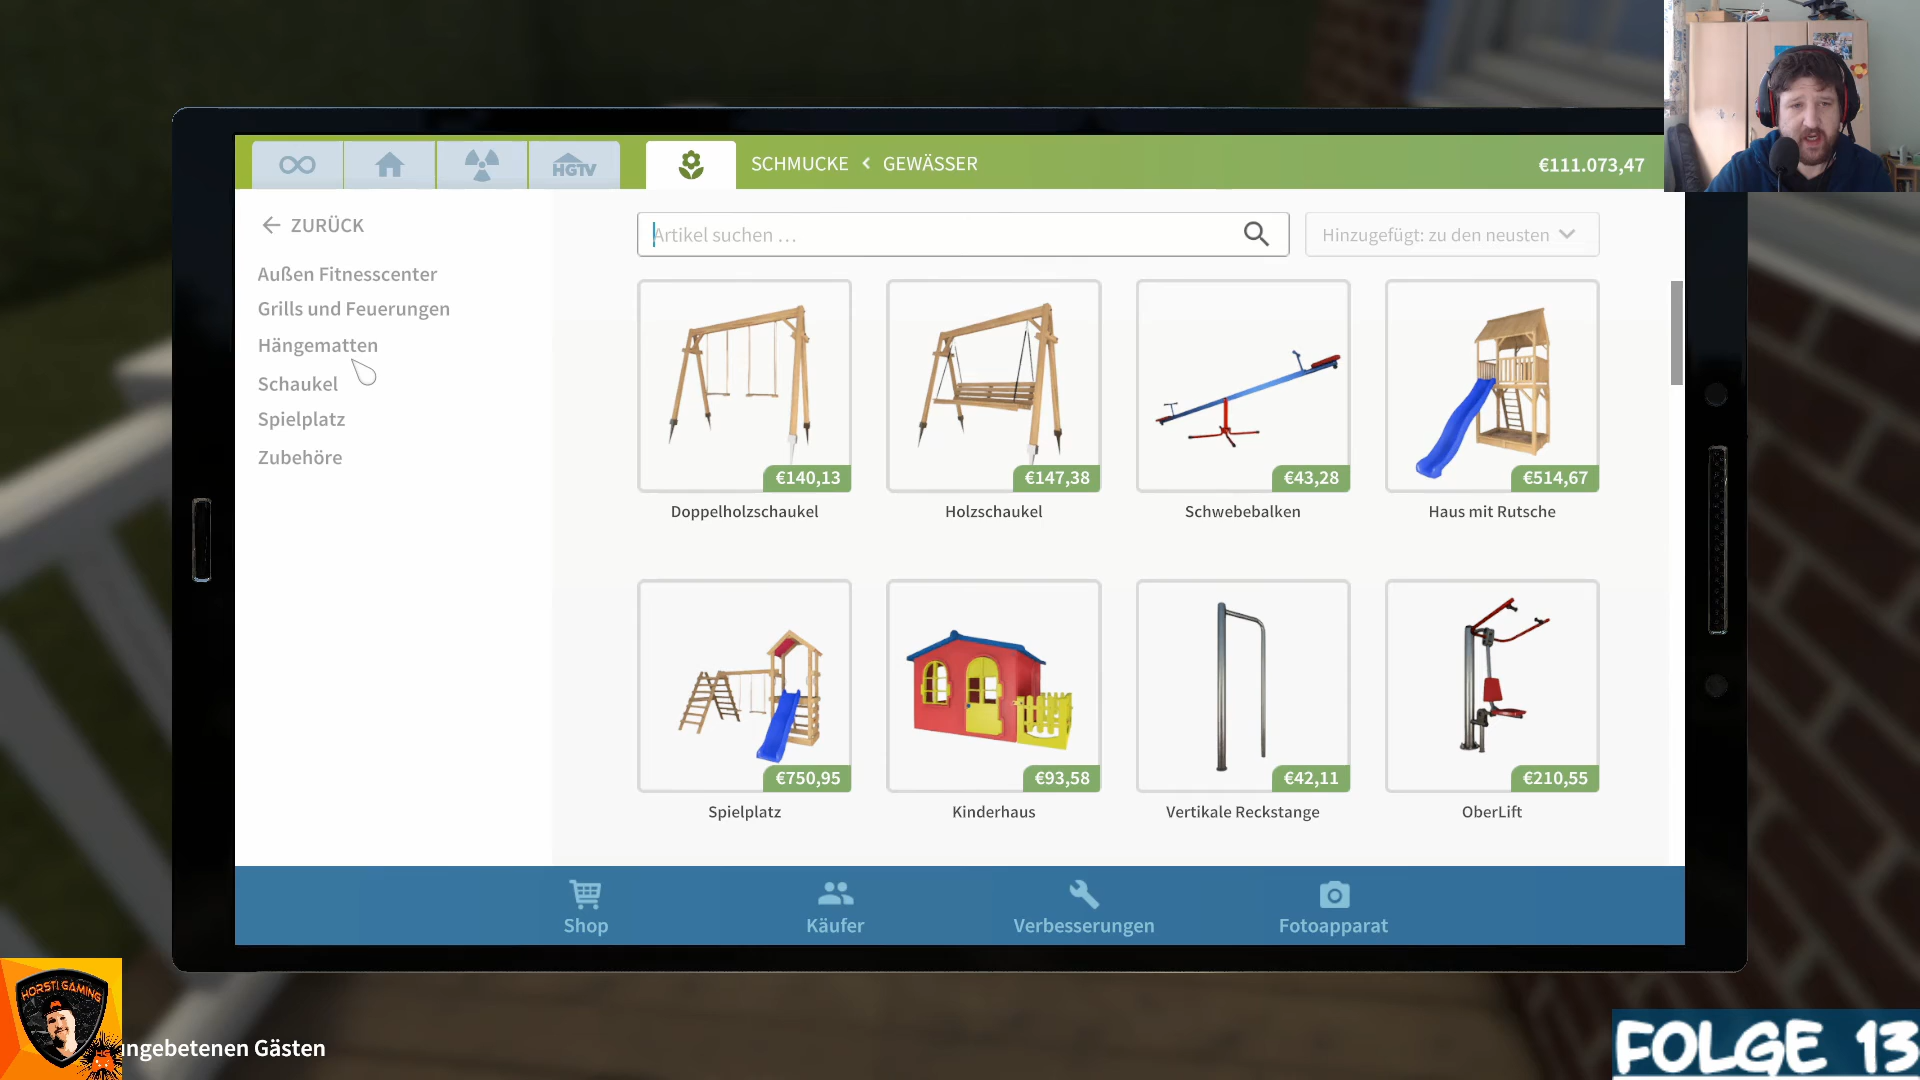 HGTV
SCHMUCKE < GEWÄSSER
€111.073,47
ZURÜCK
Artikel suchen …
Hinzugefügt: zu den neusten
Außen Fitnesscenter
Grills und Feuerungen
Hängematten
Schaukel
Spielplatz
Zubehöre
€140,13
€147,38
€43,28
€514,67
Doppelholzschaukel
Holzschaukel
Schwebebalken
Haus mit Rutsche
€750,95
€93,58
€42,11
€210,55
Spielplatz
Kinderhaus
Vertikale Reckstange
OberLift
Shop
Käufer
Verbesserungen
Fotoapparat
HORSTI GAMING
HG
ngebetenen Gästen
FOLGE 13